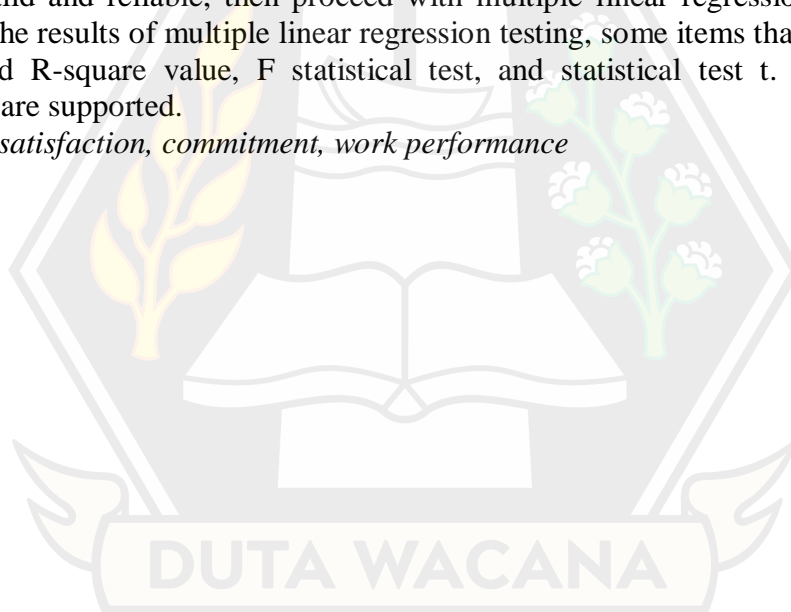 and reliable, then proceed with multiple linear regressio
he results of multiple linear regression testing, some items tha
d R-square value, F statistical test, and statistical test t.
are supported.
satisfaction, commitment, work performance
DUTA WACANA